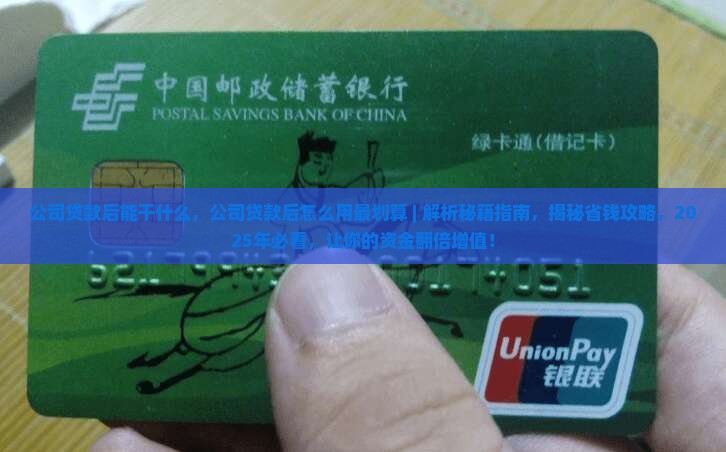 中国邮政储蓄银行
POSTAL SAVINGS BANK OF CHINA
绿卡通(借记卡)
公司贷款后能干什么，公司贷款后怎么用最划算 | 解析秘籍指南，揭秘省钱攻略，20
25年必看，让你的资金翻倍增值！
UnionPay
银联